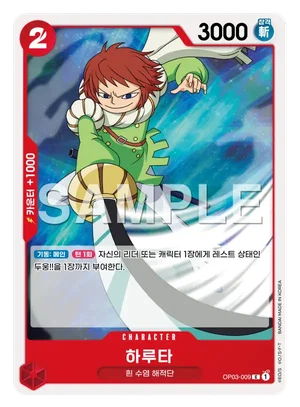 2
3000
참격
斬
카운터 +1000
SAMPLE
기동: 메인 턴 1회 자신의 리더 또는 캐릭터 1장에게 레스트 상태인
두웅!!을 1장까지 부여한다.
CHARACTER
하루타
흰 수염 해적단
OP03-009
1
BANDAI·MADE IN KOREA